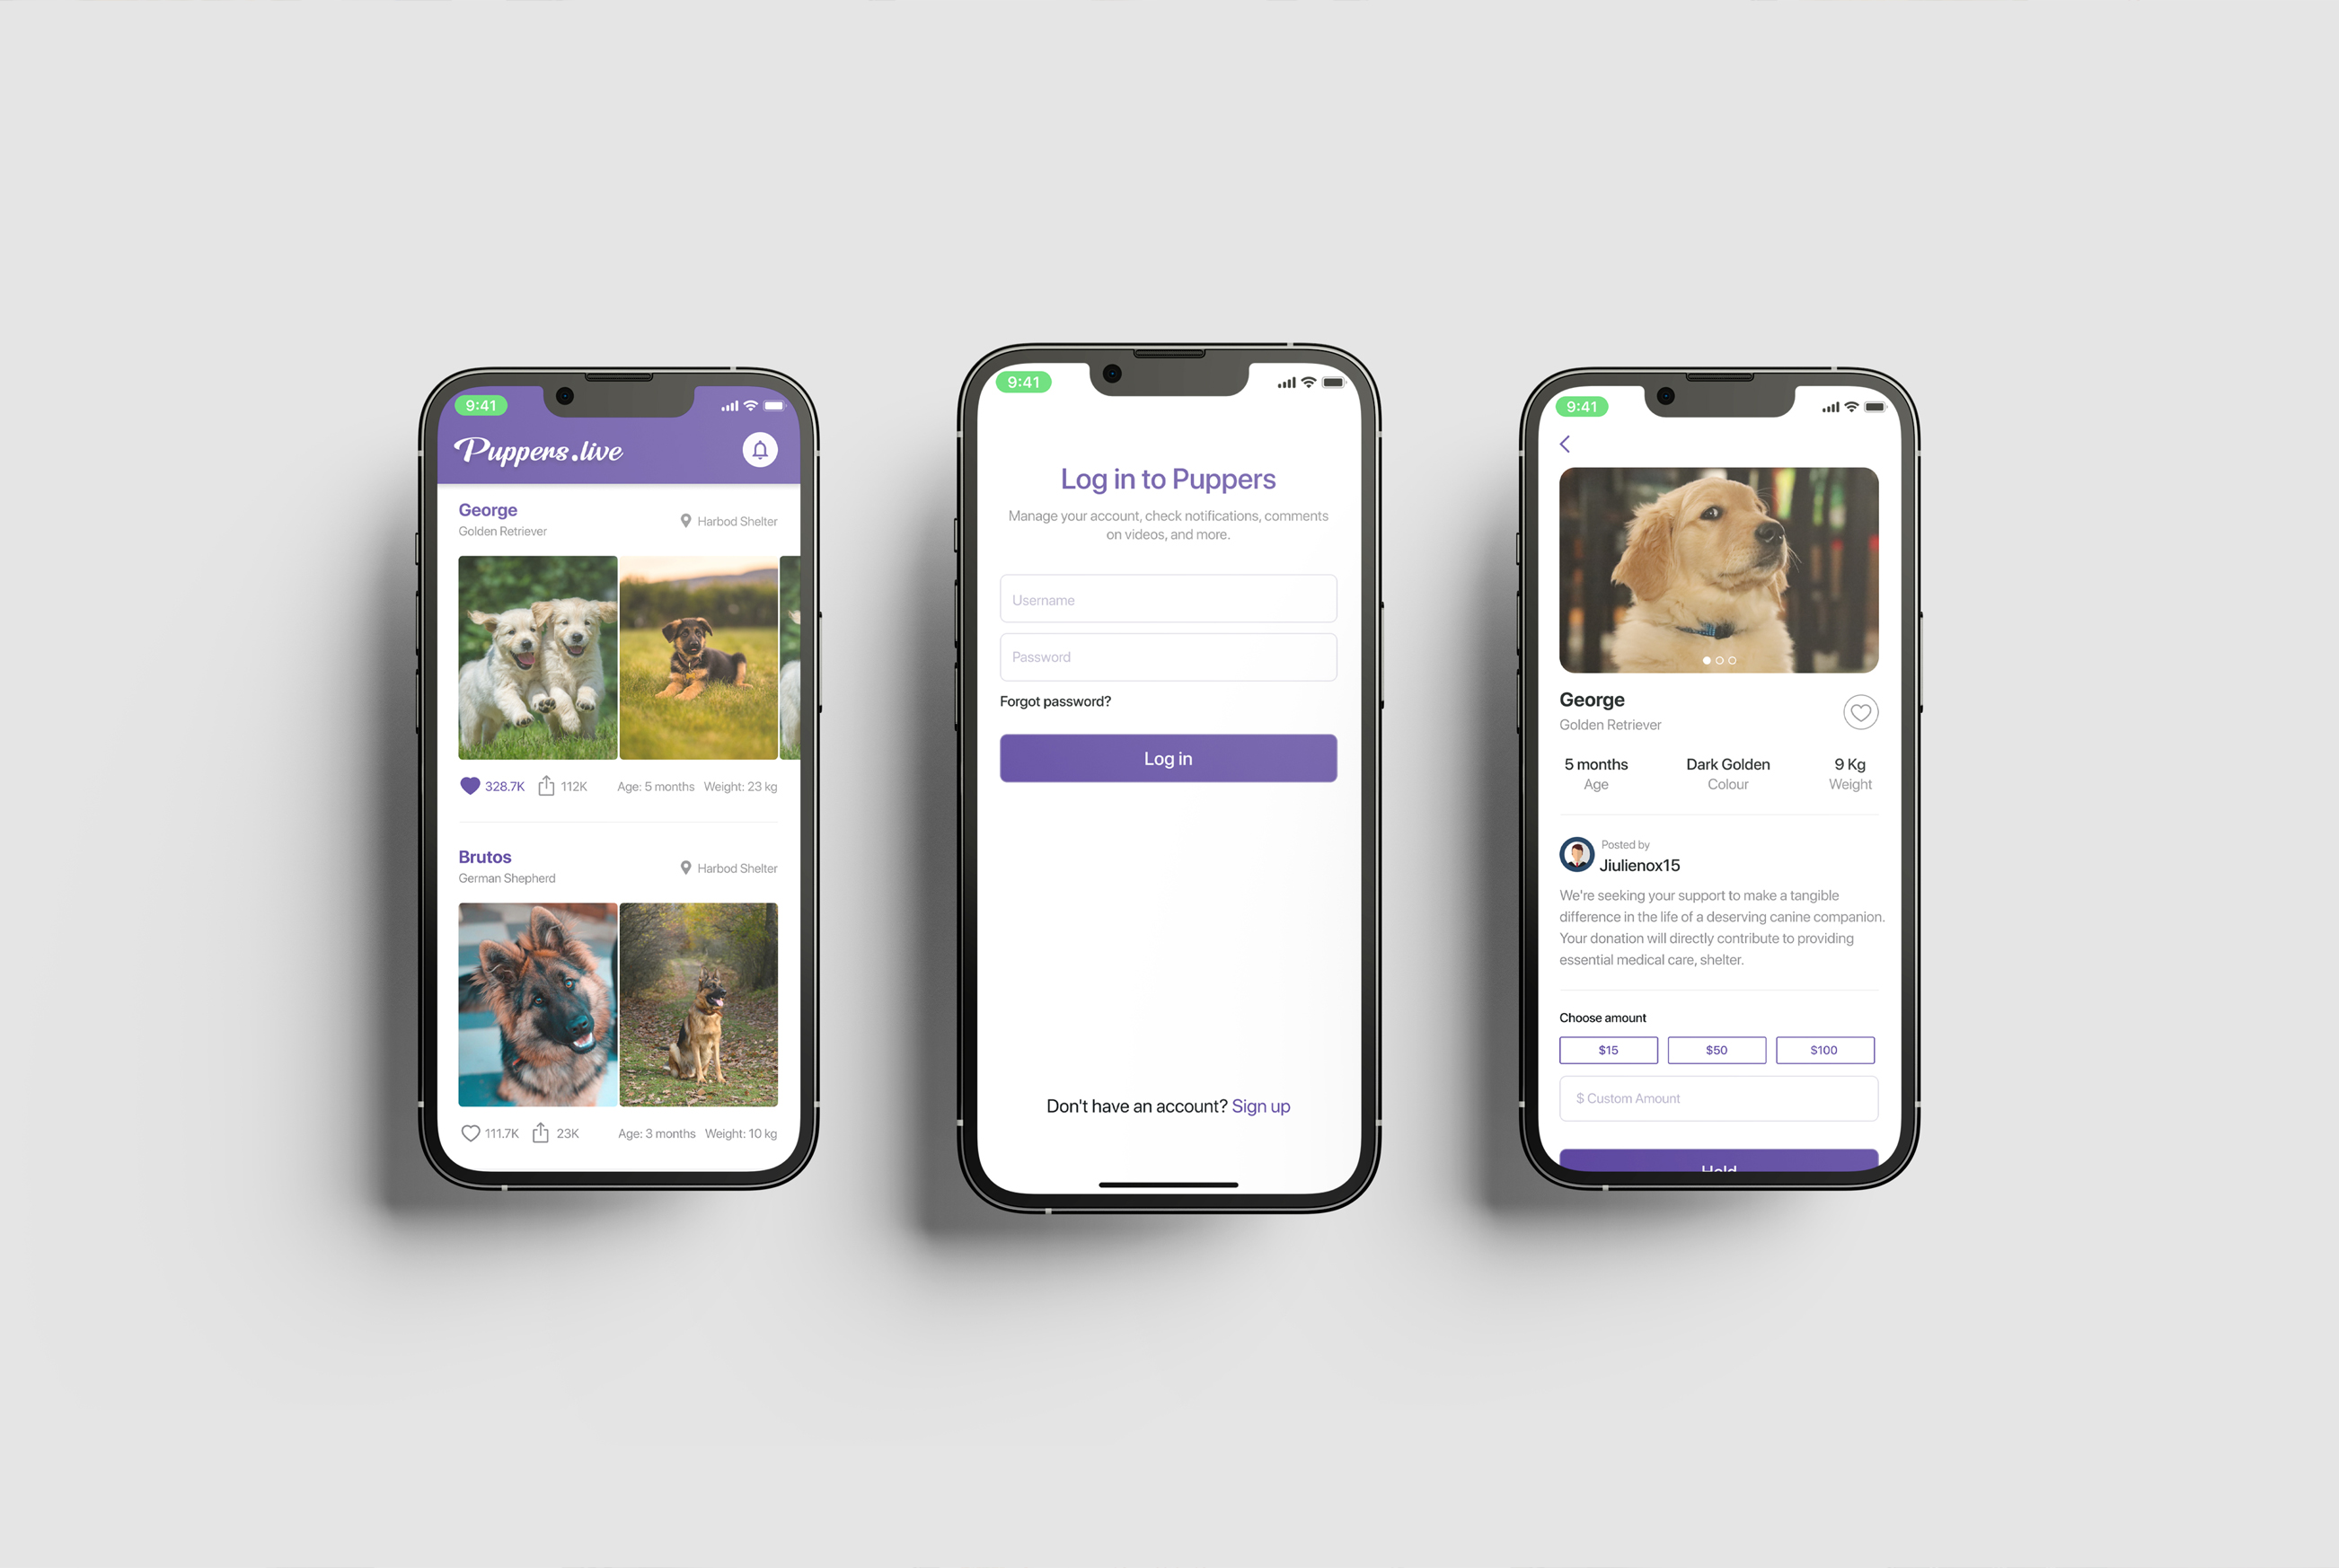 9:41
Puppers.live
George
Golden Retriever
Harbod Shelter
328.7K
112K
Age: 5 months
Weight: 23 kg
Brutos
German Shepherd
Harbod Shelter
111.7K
23K
Age: 3 months
Weight: 10 kg
9:41
Log in to Puppers
Manage your account, check notifications, comments
on videos, and more.
Username
Password
Forgot password?
Log in
Don't have an account? Sign up
9:41
George
Golden Retriever
5 months
Age
Dark Golden
Colour
9 Kg
Weight
Posted by
Jiulienox15
We're seeking your support to make a tangible
difference in the life of a deserving canine companion.
Your donation will directly contribute to providing
essential medical care, shelter.
Choose amount
$15
$50
$100
$ Custom Amount